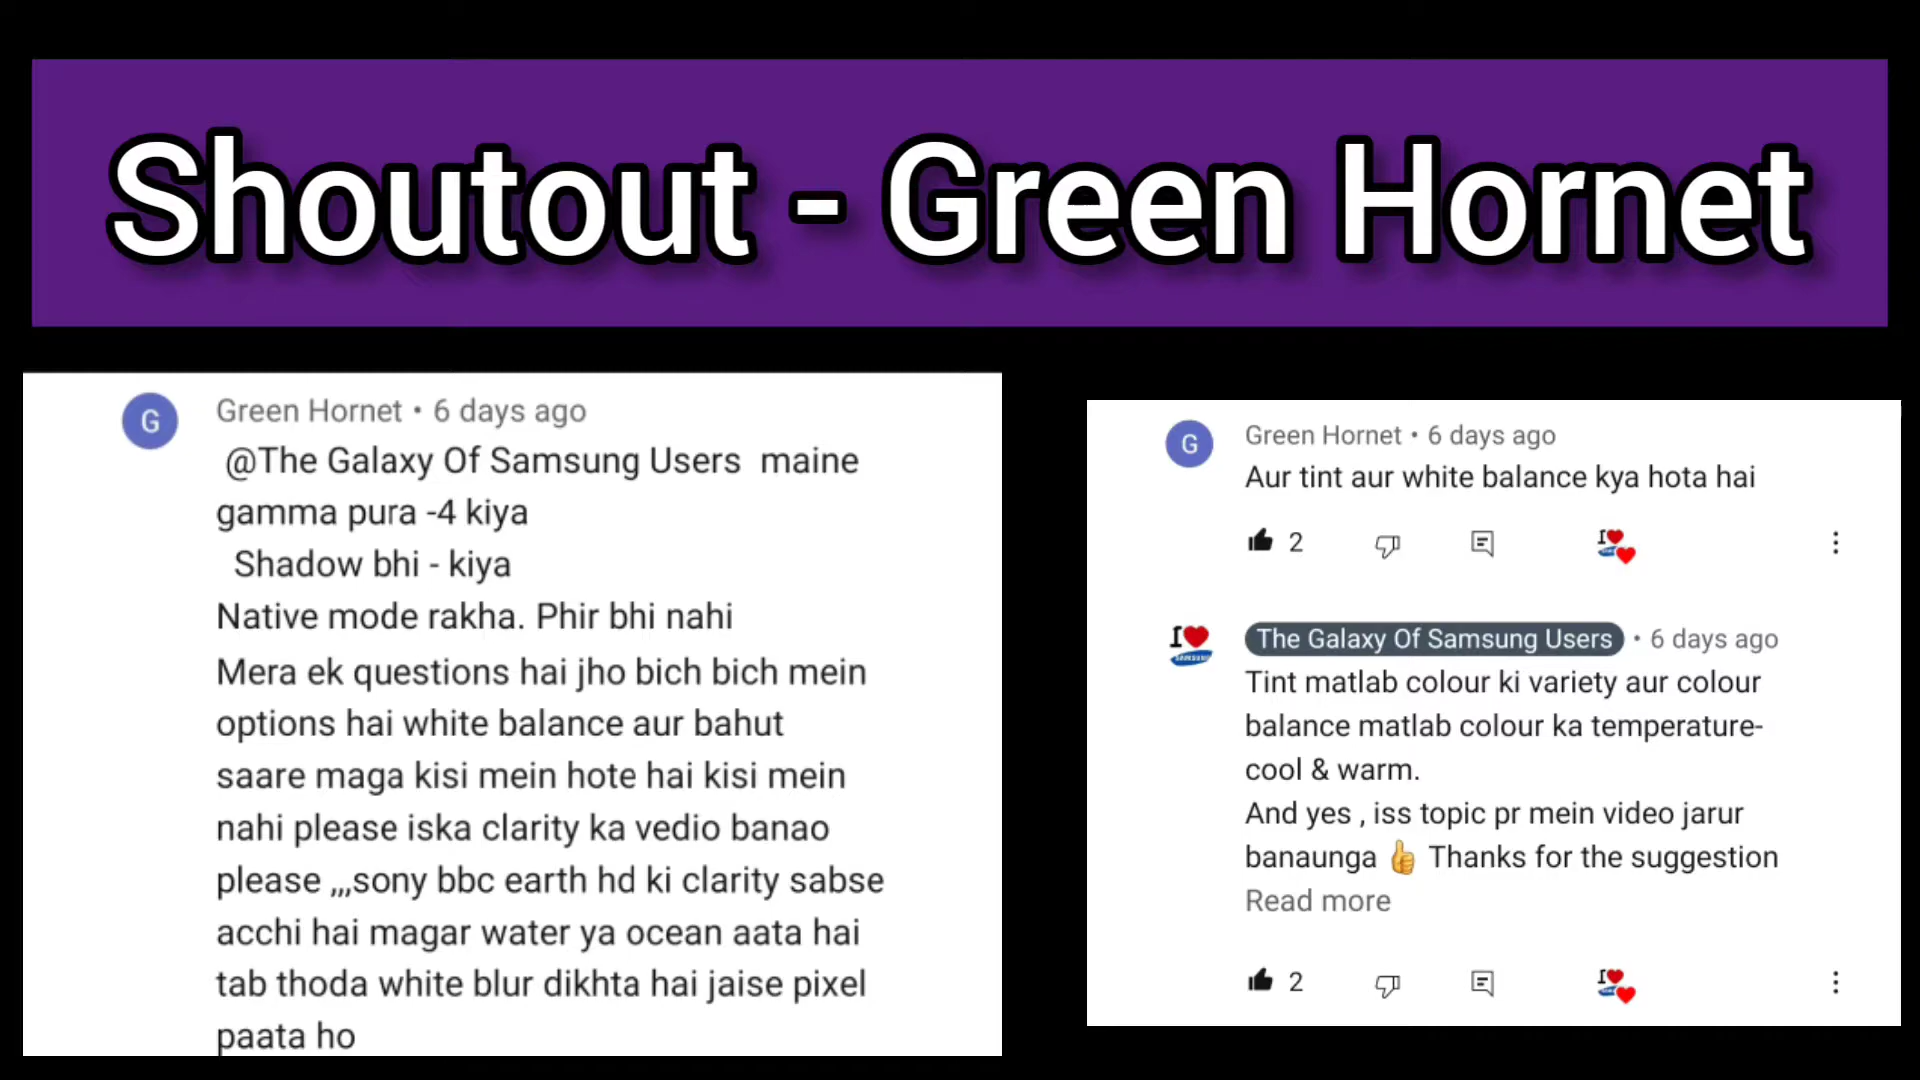 Shoutout - Green Hornet
G
Green Hornet • 6 days ago
@The Galaxy Of Samsung Users maine
gamma pura -4 kiya
Shadow bhi - kiya
Native mode rakha. Phir bhi nahi
Mera ek questions hai jho bich bich mein
options hai white balance aur bahut
saare maga kisi mein hote hai kisi mein
nahi please iska clarity ka vedio banao
please ,,,sony bbc earth hd ki clarity sabse
acchi hai magar water ya ocean aata hai
tab thoda white blur dikhta hai jaise pixel
paata ho
G
Green Hornet • 6 days ago
Aur tint aur white balance kya hota hai
2
I
I
SAMSUNG
The Galaxy Of Samsung Users • 6 days ago
Tint matlab colour ki variety aur colour
balance matlab colour ka temperature-
cool & warm.
And yes , iss topic pr mein video jarur
banaunga 👍 Thanks for the suggestion
Read more
2
I